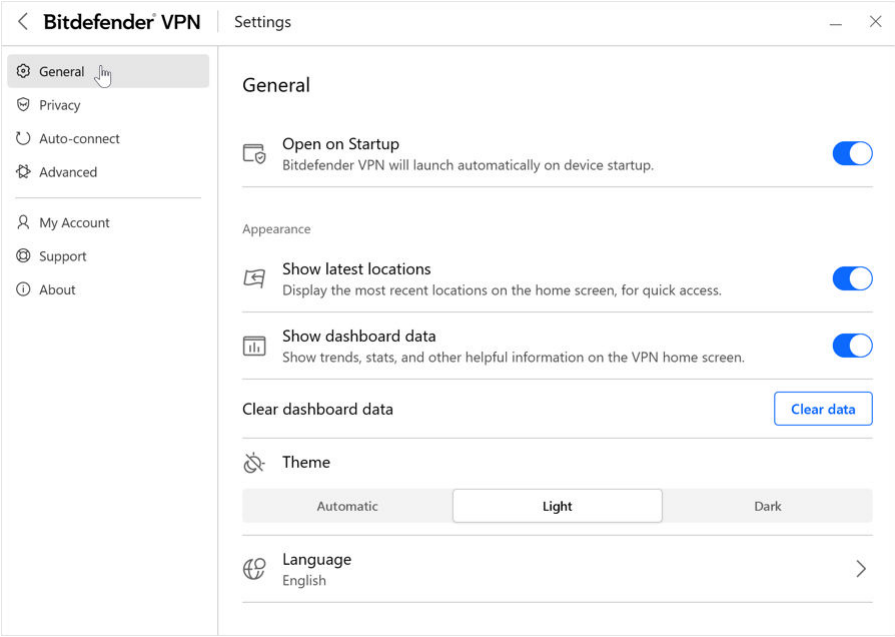 Bitdefender® VPN
Settings
General
Privacy
Auto-connect
Advanced
My Account
Support
About
General
Open on Startup
Bitdefender VPN will launch automatically on device startup.
Appearance
Show latest locations
Display the most recent locations on the home screen, for quick access.
Show dashboard data
Show trends, stats, and other helpful information on the VPN home screen.
Clear dashboard data
Clear data
Theme
Automatic
Light
Dark
Language
English